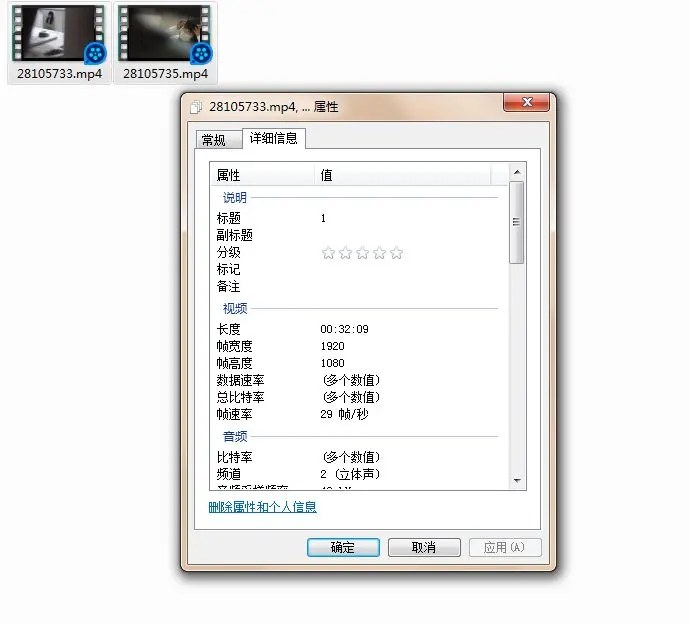 28105733.mp4
28105735.mp4
28105733.mp4, ... 属性
常规
详细信息
属性
值
说明
标题
1
副标题
分级
标记
备注
视频
长度
00:32:09
帧宽度
1920
帧高度
1080
数据速率
(多个数值)
总比特率
(多个数值)
帧速率
29 帧/秒
音频
比特率
(多个数值)
频道
2 (立体声)
删除属性和个人信息
确定
取消
应用(A)